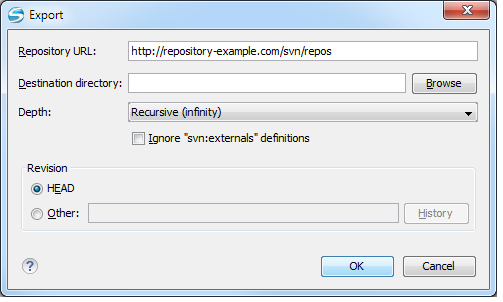 Export
Repository URL: http://repository-example.com/svn/repos
Destination directory: Browse
Depth: Recursive (infinity)
Ignore "svn:externals" definitions
Revision
HEAD
Other: History
? OK Cancel